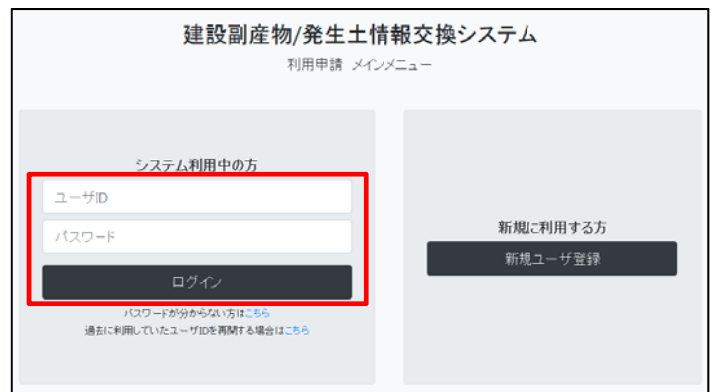 建設副産物/発生土情報交換システム
利用申請 メインメニュー
システム利用中の方
ユーザID
パスワード
ログイン
パスワードが分からない方はこちら
過去に利用していたユーザIDを再開する場合はこちら
新規に利用する方
新規ユーザ登録